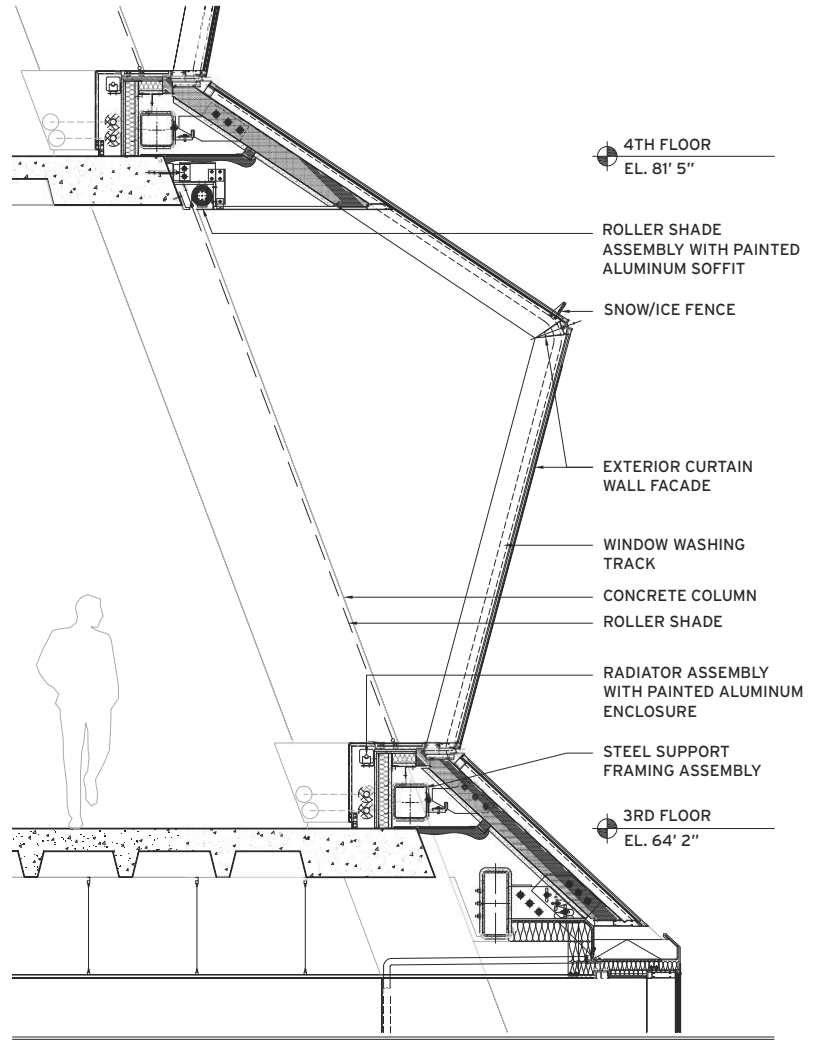 4TH FLOOR
EL. 81' 5"
ROLLER SHADE
ASSEMBLY WITH PAINTED
ALUMINUM SOFFIT
SNOW/ICE FENCE
EXTERIOR CURTAIN
WALL FACADE
WINDOW WASHING
TRACK
CONCRETE COLUMN
ROLLER SHADE
RADIATOR ASSEMBLY
WITH PAINTED ALUMINUM
ENCLOSURE
STEEL SUPPORT
FRAMING ASSEMBLY
3RD FLOOR
EL. 64' 2"